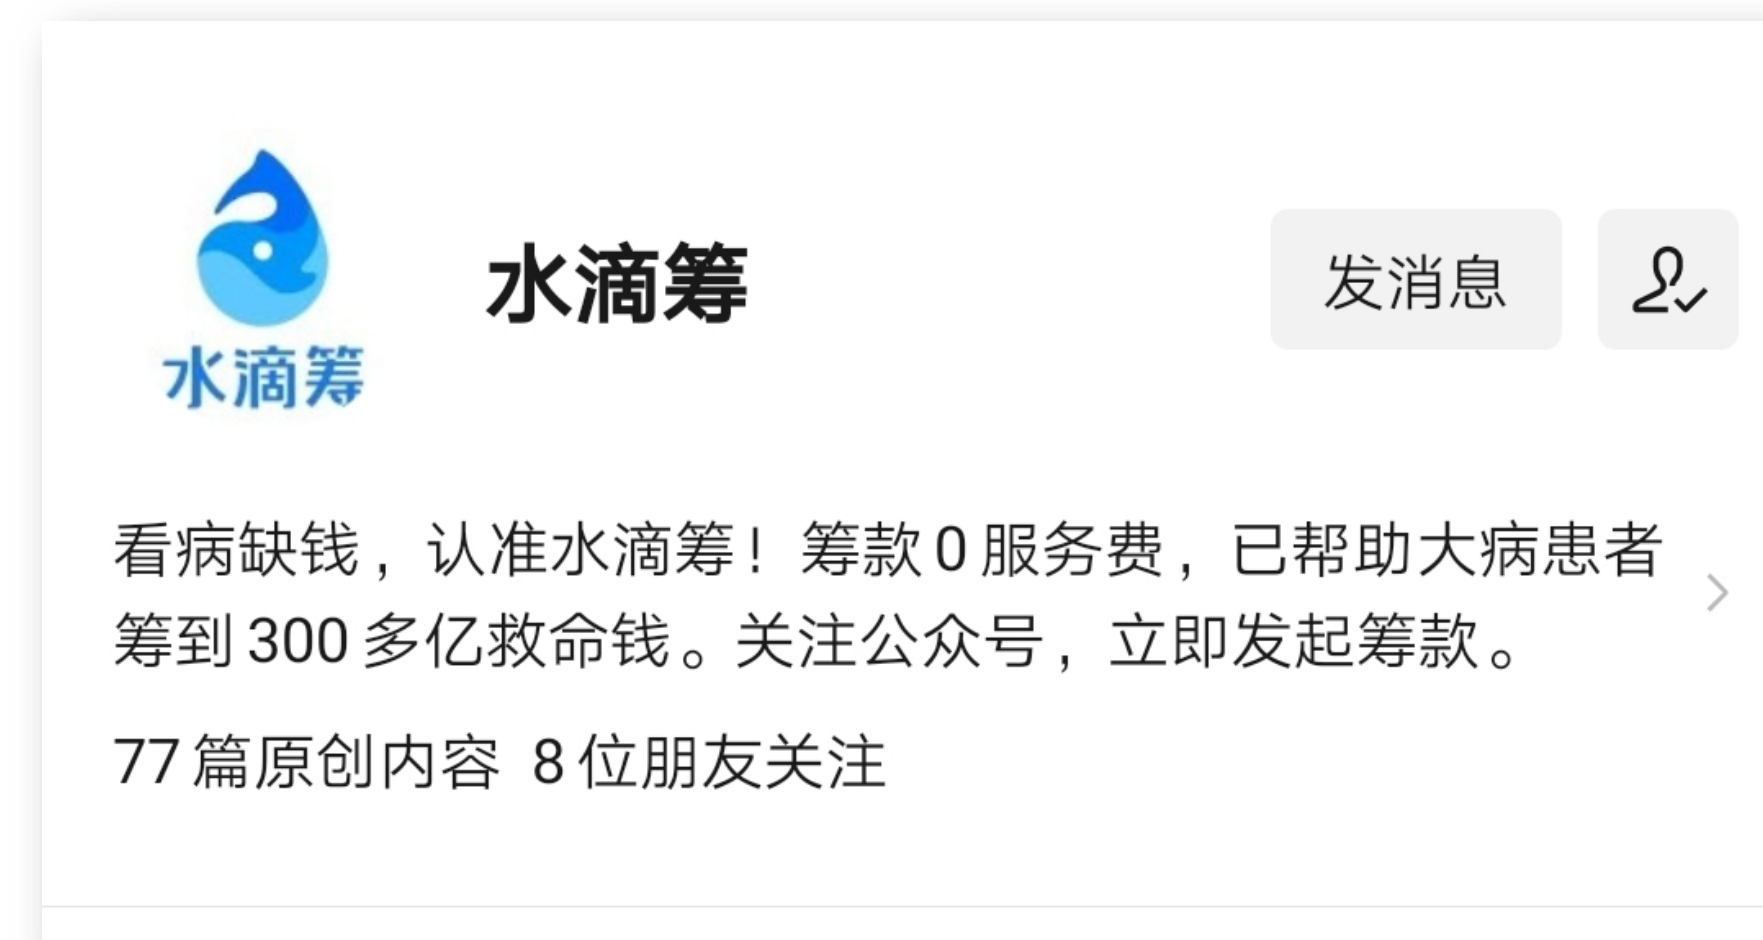 水滴筹
水滴筹
发消息
看病缺钱，认准水滴筹！筹款0服务费，已帮助大病患者
筹到300多亿救命钱。关注公众号，立即发起筹款。
77篇原创内容 8位朋友关注